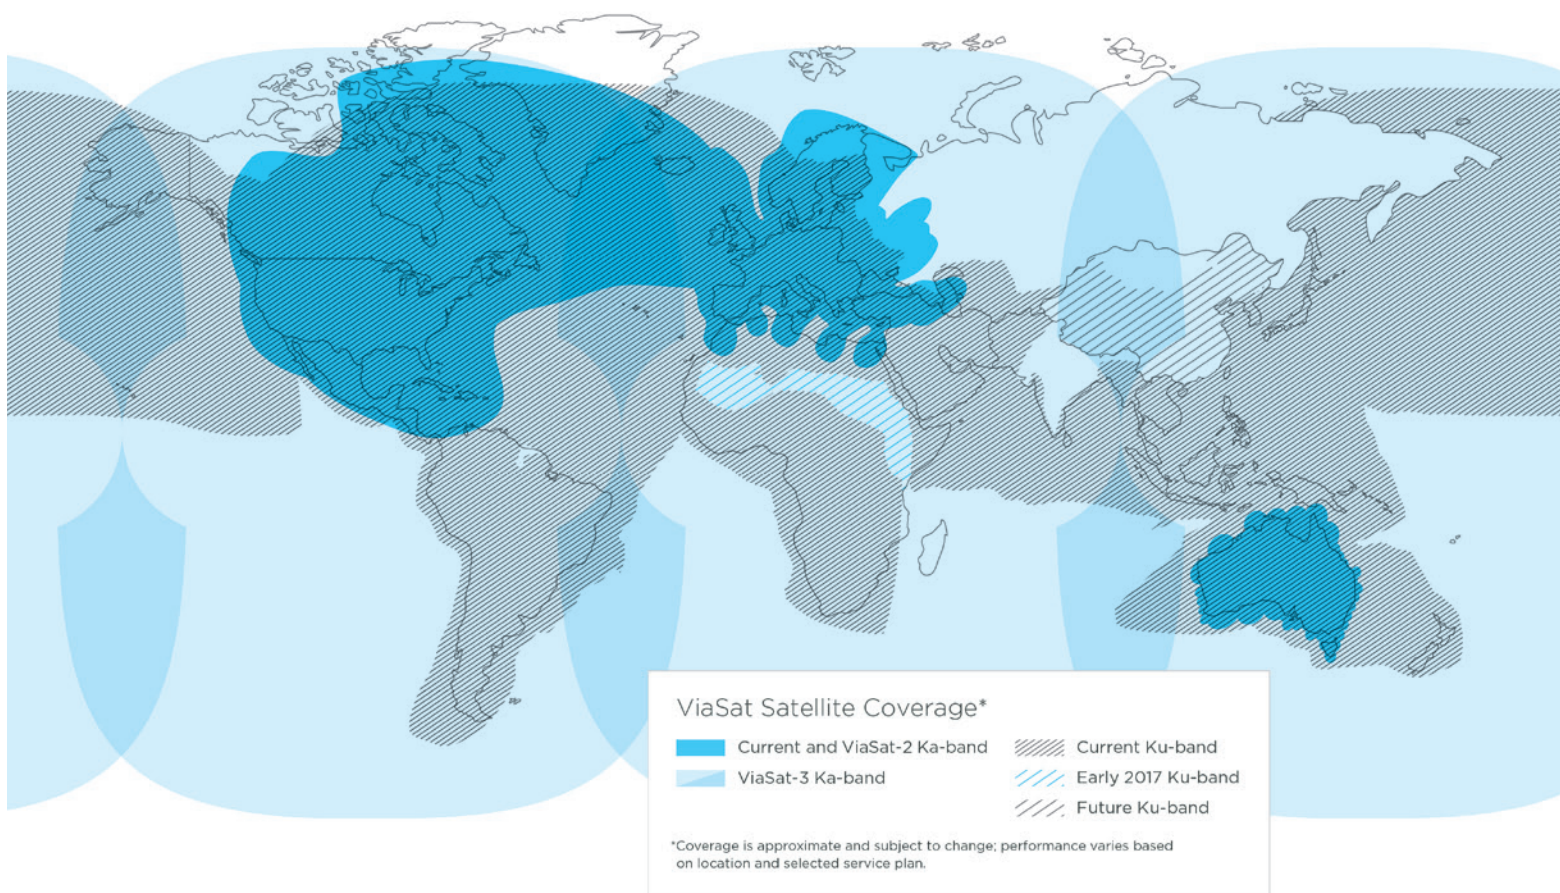 ViaSat Satellite Coverage*
Current and ViaSat-2 Ka-band
ViaSat-3 Ka-band
Current Ku-band
Early 2017 Ku-band
Future Ku-band
*Coverage is approximate and subject to change; performance varies based
on location and selected service plan.